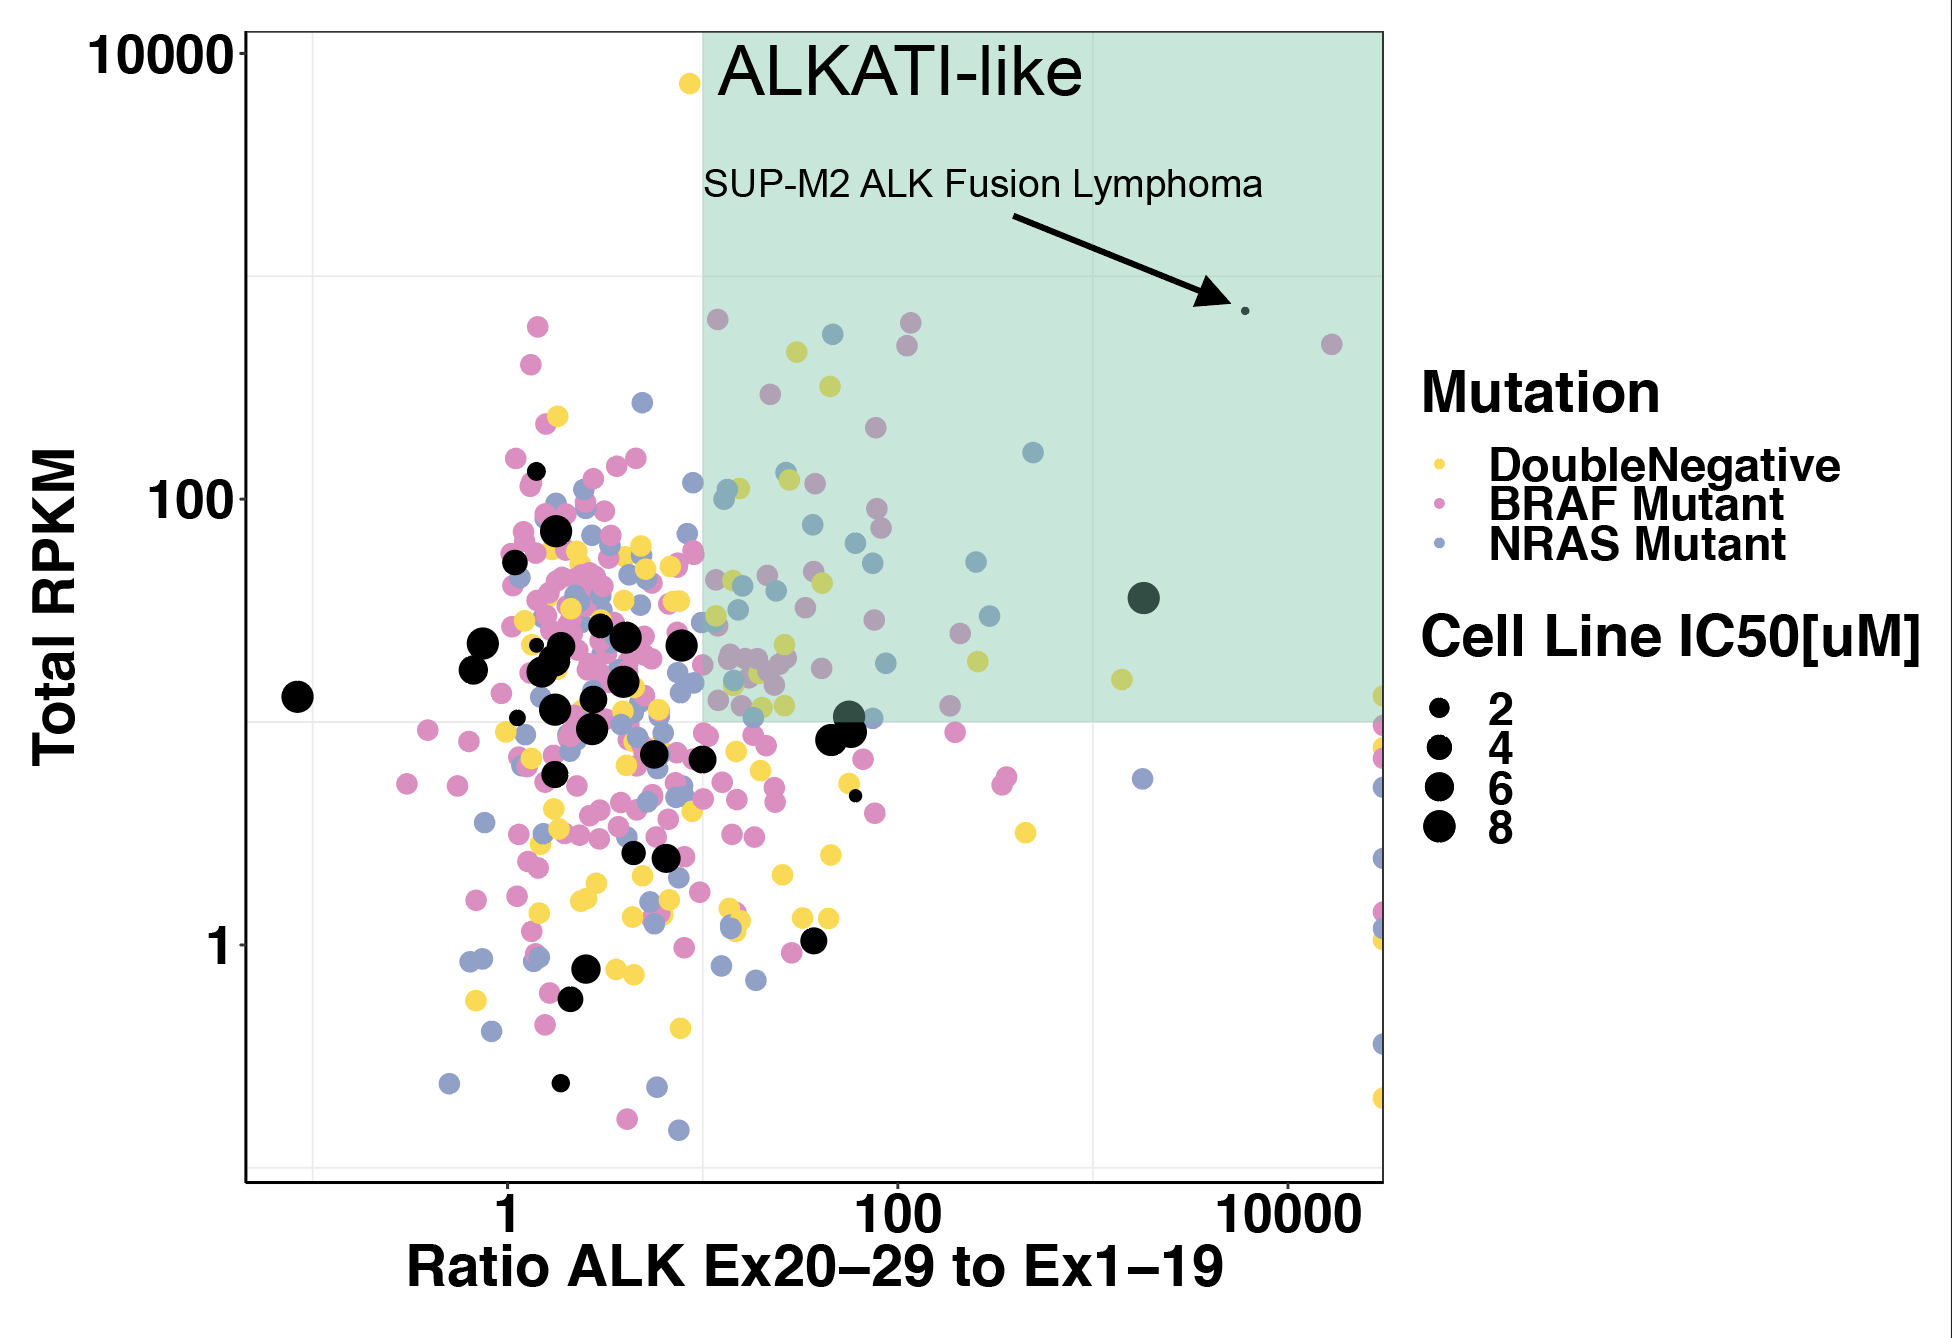 10000
ALKATI-like
SUP-M2 ALK Fusion Lymphoma
Total RPKM
100
1
1
100
10000
Ratio ALK Ex20–29 to Ex1–19
Mutation
DoubleNegative
BRAF Mutant
NRAS Mutant
Cell Line IC50[uM]
2
4
6
8